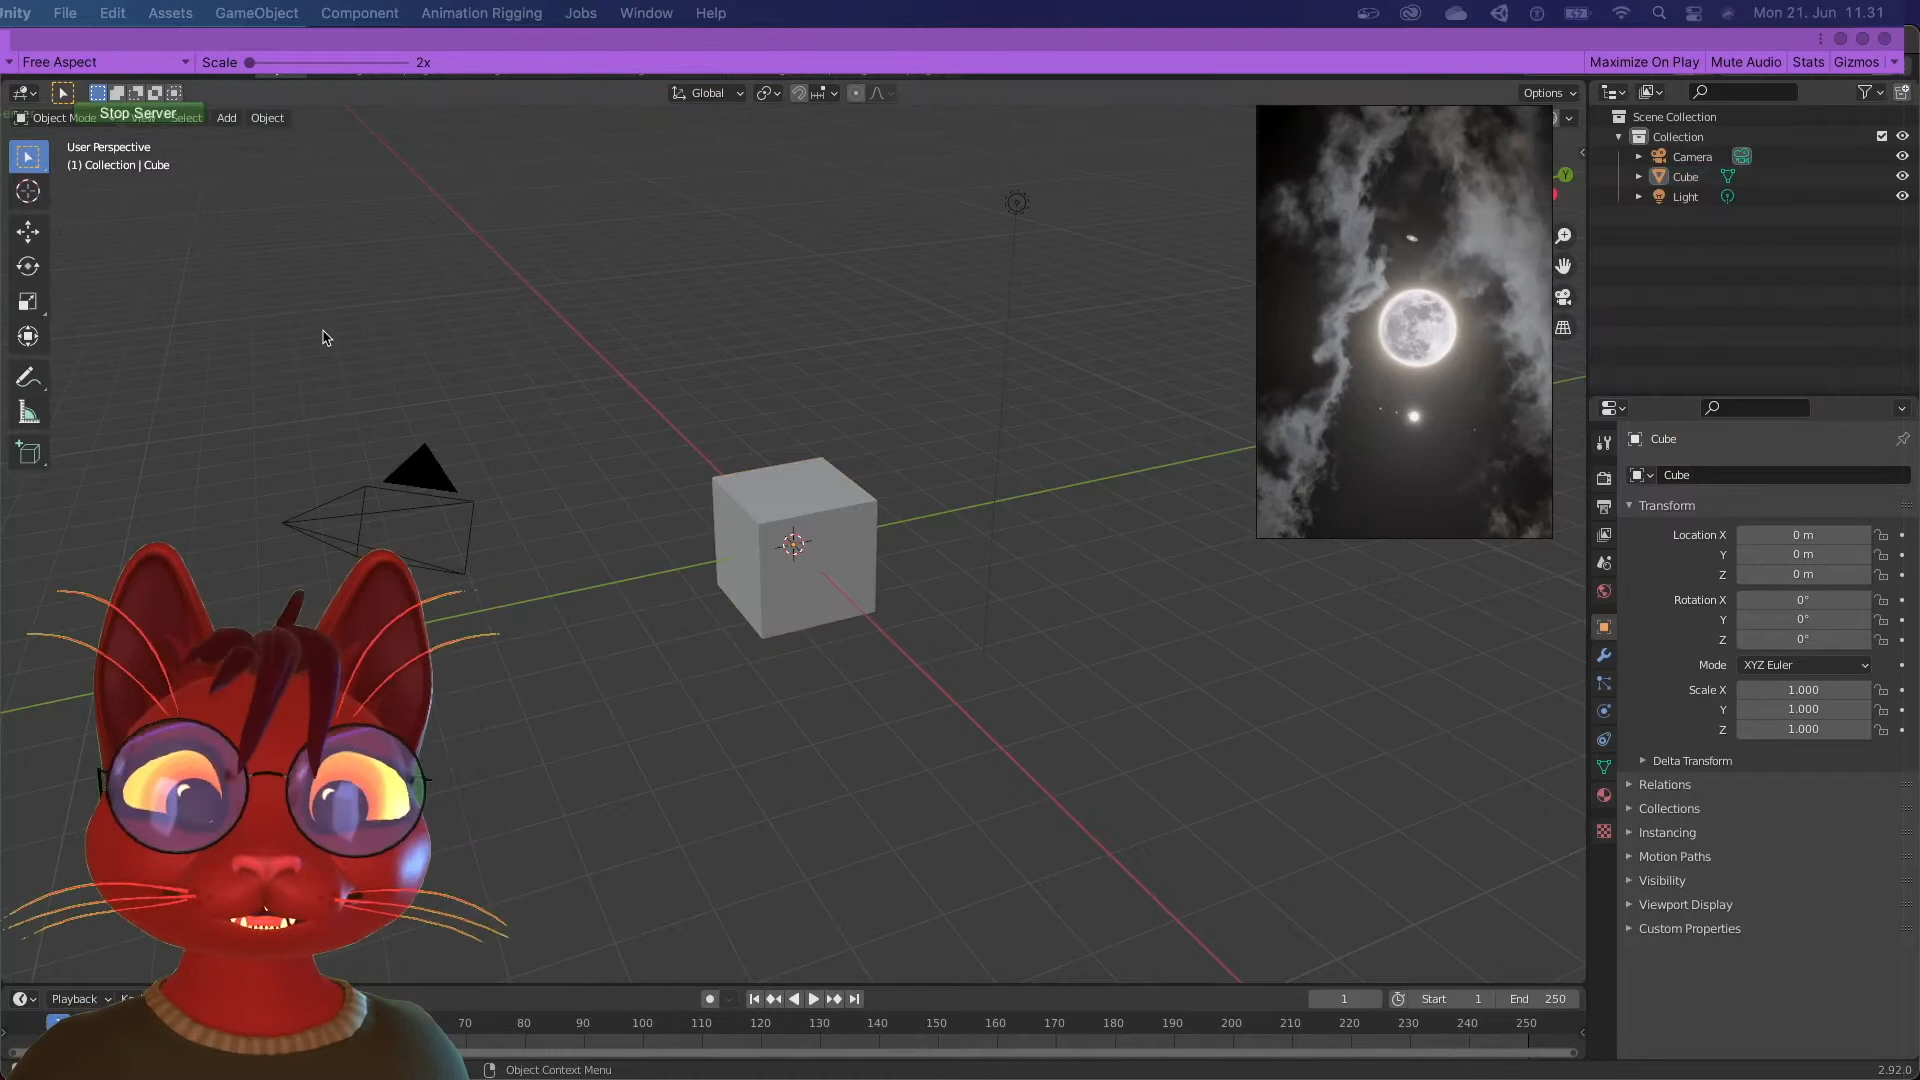 Unity File Edit Assets GameObject Component Animation Rigging Jobs Window Help Mon 21. Jun 11.31
Free Aspect Scale 2x Maximize On Play Mute Audio Stats Gizmos
Global Options
Stop Server
Object Mode View Select Add Object
User Perspective
(1) Collection | Cube
Y
Scene Collection
Collection
Camera
Cube
Light
Cube
Cube
Transform
Location X 0 m
Y 0 m
Z 0 m
Rotation X 0°
Y 0°
Z 0°
Mode XYZ Euler
Scale X 1.000
Y 1.000
Z 1.000
Delta Transform
Relations
Collections
Instancing
Motion Paths
Visibility
Viewport Display
Custom Properties
Playback 1 Start 1 End 250
70 80 90 100 110 120 130 140 150 160 170 180 190 200 210 220 230 240 250
Object Context Menu 2.92.0